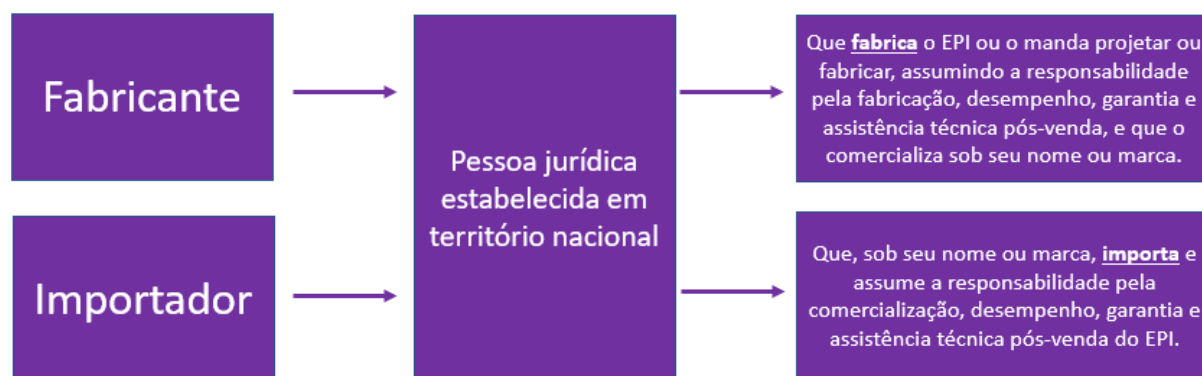 Fabricante
Importador
Pessoa jurídica
estabelecida em
território nacional
Que fabrica o EPI ou o manda projetar ou
fabricar, assumindo a responsabilidade
pela fabricação, desempenho, garantia e
assistência técnica pós-venda, e que o
comercializa sob seu nome ou marca.
Que, sob seu nome ou marca, importa e
assume a responsabilidade pela
comercialização, desempenho, garantia e
assistência técnica pós-venda do EPI.